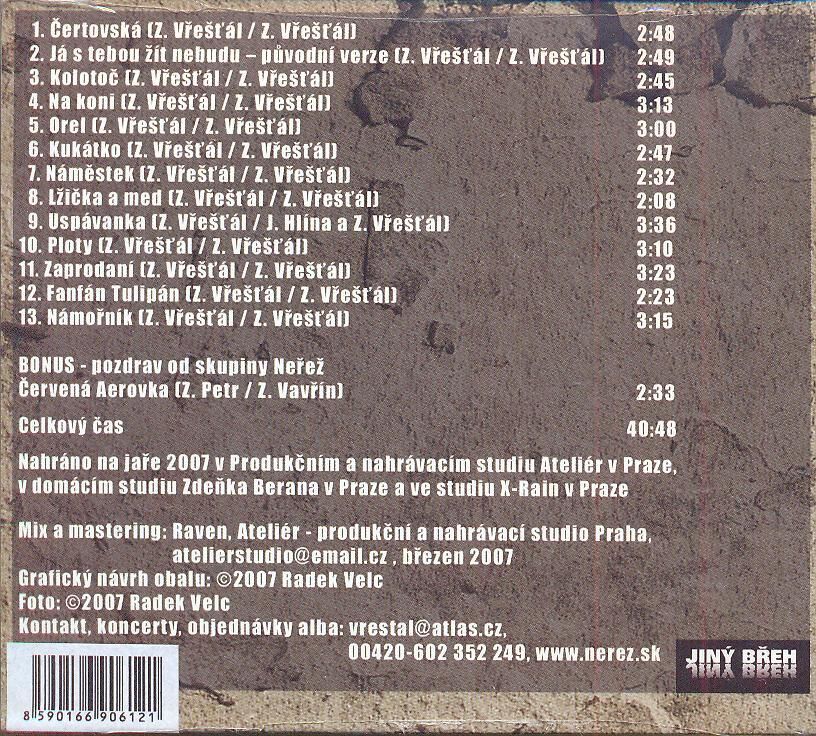 1. Čertovská (Z. Vřešťál / Z. Vřešťál) 2:48
2. Já s tebou žít nebudu – původní verze (Z. Vřešťál / Z. Vřešťál) 2:49
3. Kolotoč (Z. Vřešťál / Z. Vřešťál) 2:45
4. Na koni (Z. Vřešťál / Z. Vřešťál) 3:13
5. Orel (Z. Vřešťál / Z. Vřešťál) 3:00
6. Kukátko (Z. Vřešťál / Z. Vřešťál) 2:47
7. Náměstek (Z. Vřešťál / Z. Vřešťál) 2:32
8. Lžička a med (Z. Vřešťál / Z. Vřešťál) 2:08
9. Uspávanka (Z. Vřešťál / J. Hlína a Z. Vřešťál) 3:36
10. Ploty (Z. Vřešťál / Z. Vřešťál) 3:10
11. Zaprodaní (Z. Vřešťál / Z. Vřešťál) 3:23
12. Fanfán Tulipán (Z. Vřešťál / Z. Vřešťál) 2:23
13. Námořník (Z. Vřešťál / Z. Vřešťál) 3:15
BONUS - pozdrav od skupiny Neřež
Červená Aerovka (Z. Petr / Z. Vavřín) 2:33
Celkový čas 40:48
Nahráno na jaře 2007 v Produkčním a nahrávacím studiu Ateliér v Praze,
v domácím studiu Zdeňka Berana v Praze a ve studiu X-Rain v Praze
Mix a mastering: Raven, Ateliér - produkční a nahrávací studio Praha,
atelierstudio@email.cz , březen 2007
Grafický návrh obalu: ©2007 Radek Velc
Foto: ©2007 Radek Velc
Kontakt, koncerty, objednávky alba: vrestal@atlas.cz,
00420-602 352 249, www.nerez.sk
JINÝ BŘEH
8 590166 906121